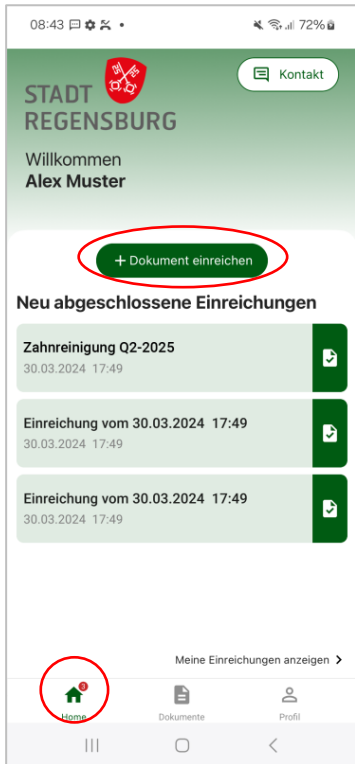 08:43 72%
Kontakt
STADT
REGENSBURG
Willkommen
Alex Muster
+ Dokument einreichen
Neu abgeschlossene Einreichungen
Zahnreinigung Q2-2025
30.03.2024 17:49
Einreichung vom 30.03.2024 17:49
30.03.2024 17:49
Einreichung vom 30.03.2024 17:49
30.03.2024 17:49
Meine Einreichungen anzeigen
3
Home Dokumente Profil